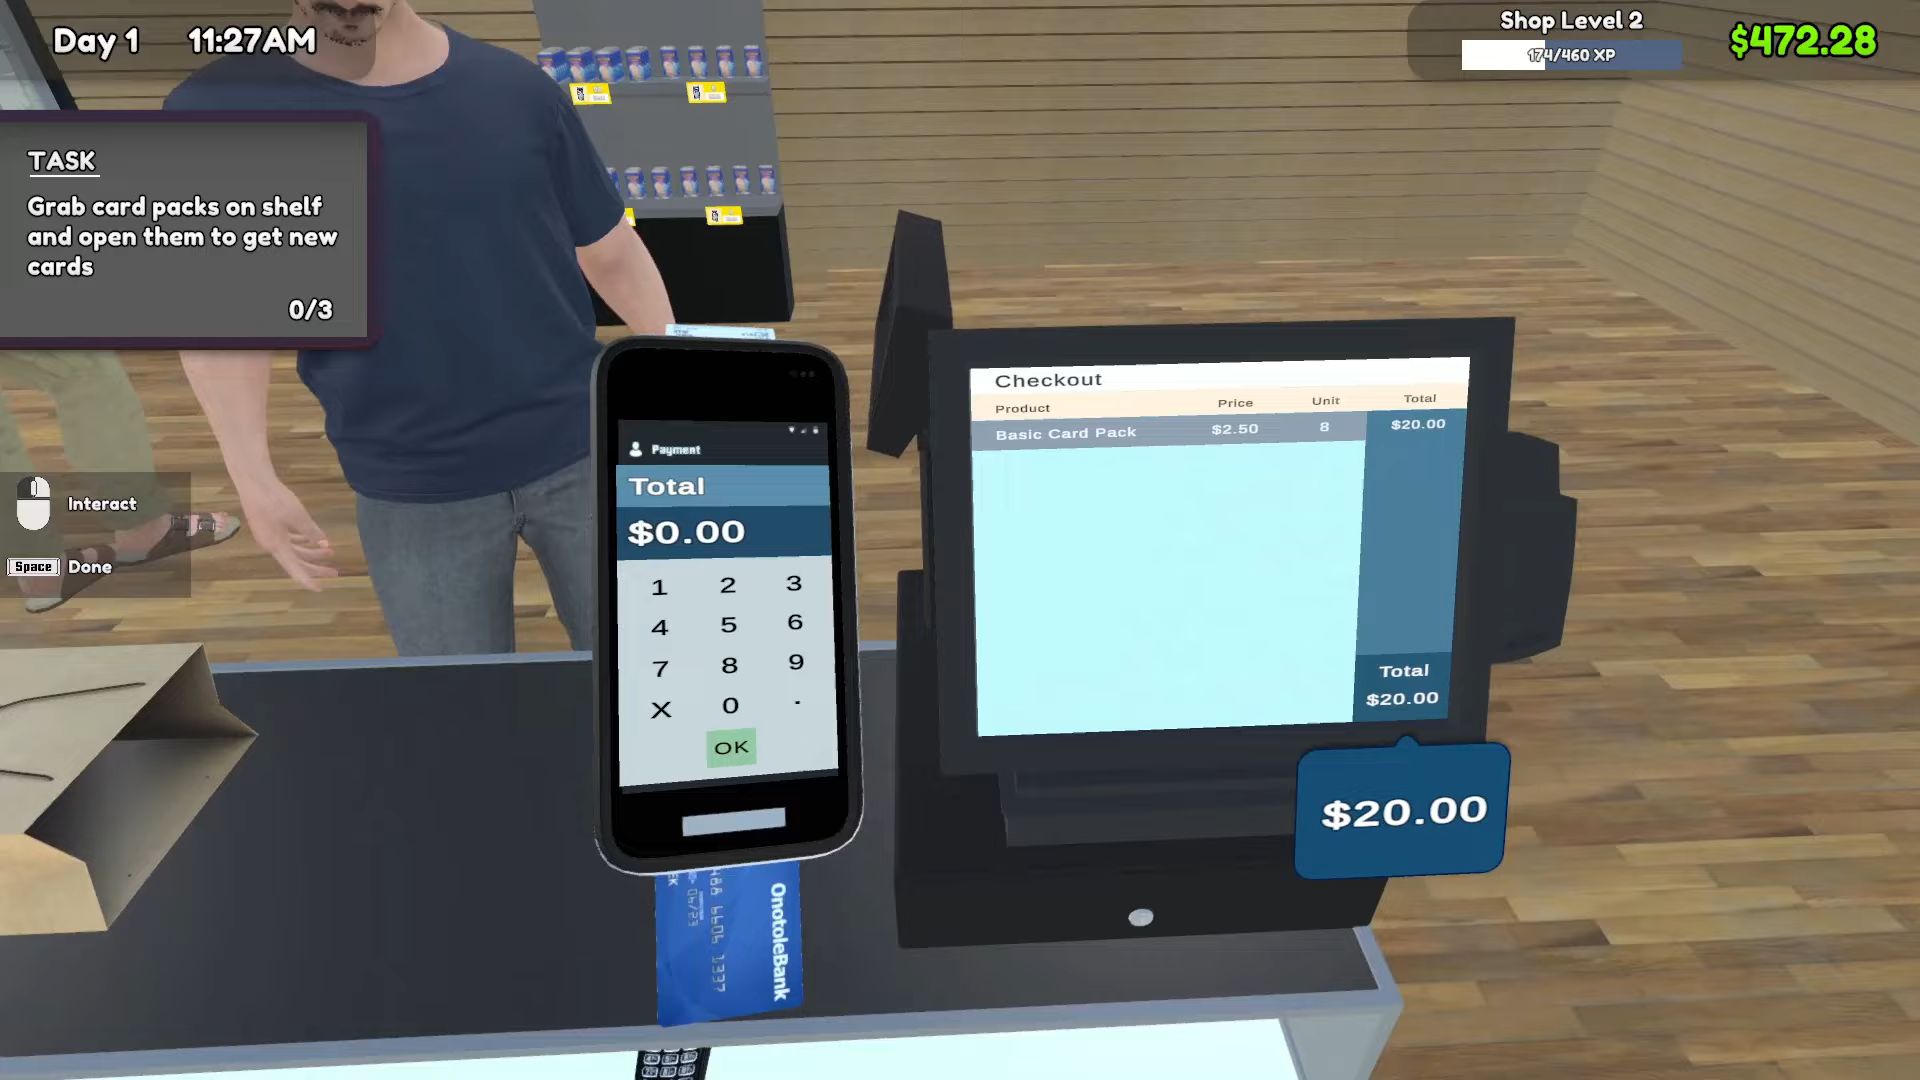 Day 1
11:27AM
Shop Level 2
174/460 XP
$472.28
TASK
Grab card packs on shelf
and open them to get new
cards
0/3
Interact
Space Done
Payment
Total
$0.00
1 2 3
4 5 6
7 8 9
X 0 .
OK
Checkout
Product Price Unit Total
Basic Card Pack $2.50 8 $20.00
Total
$20.00
$20.00
OnotoleBank